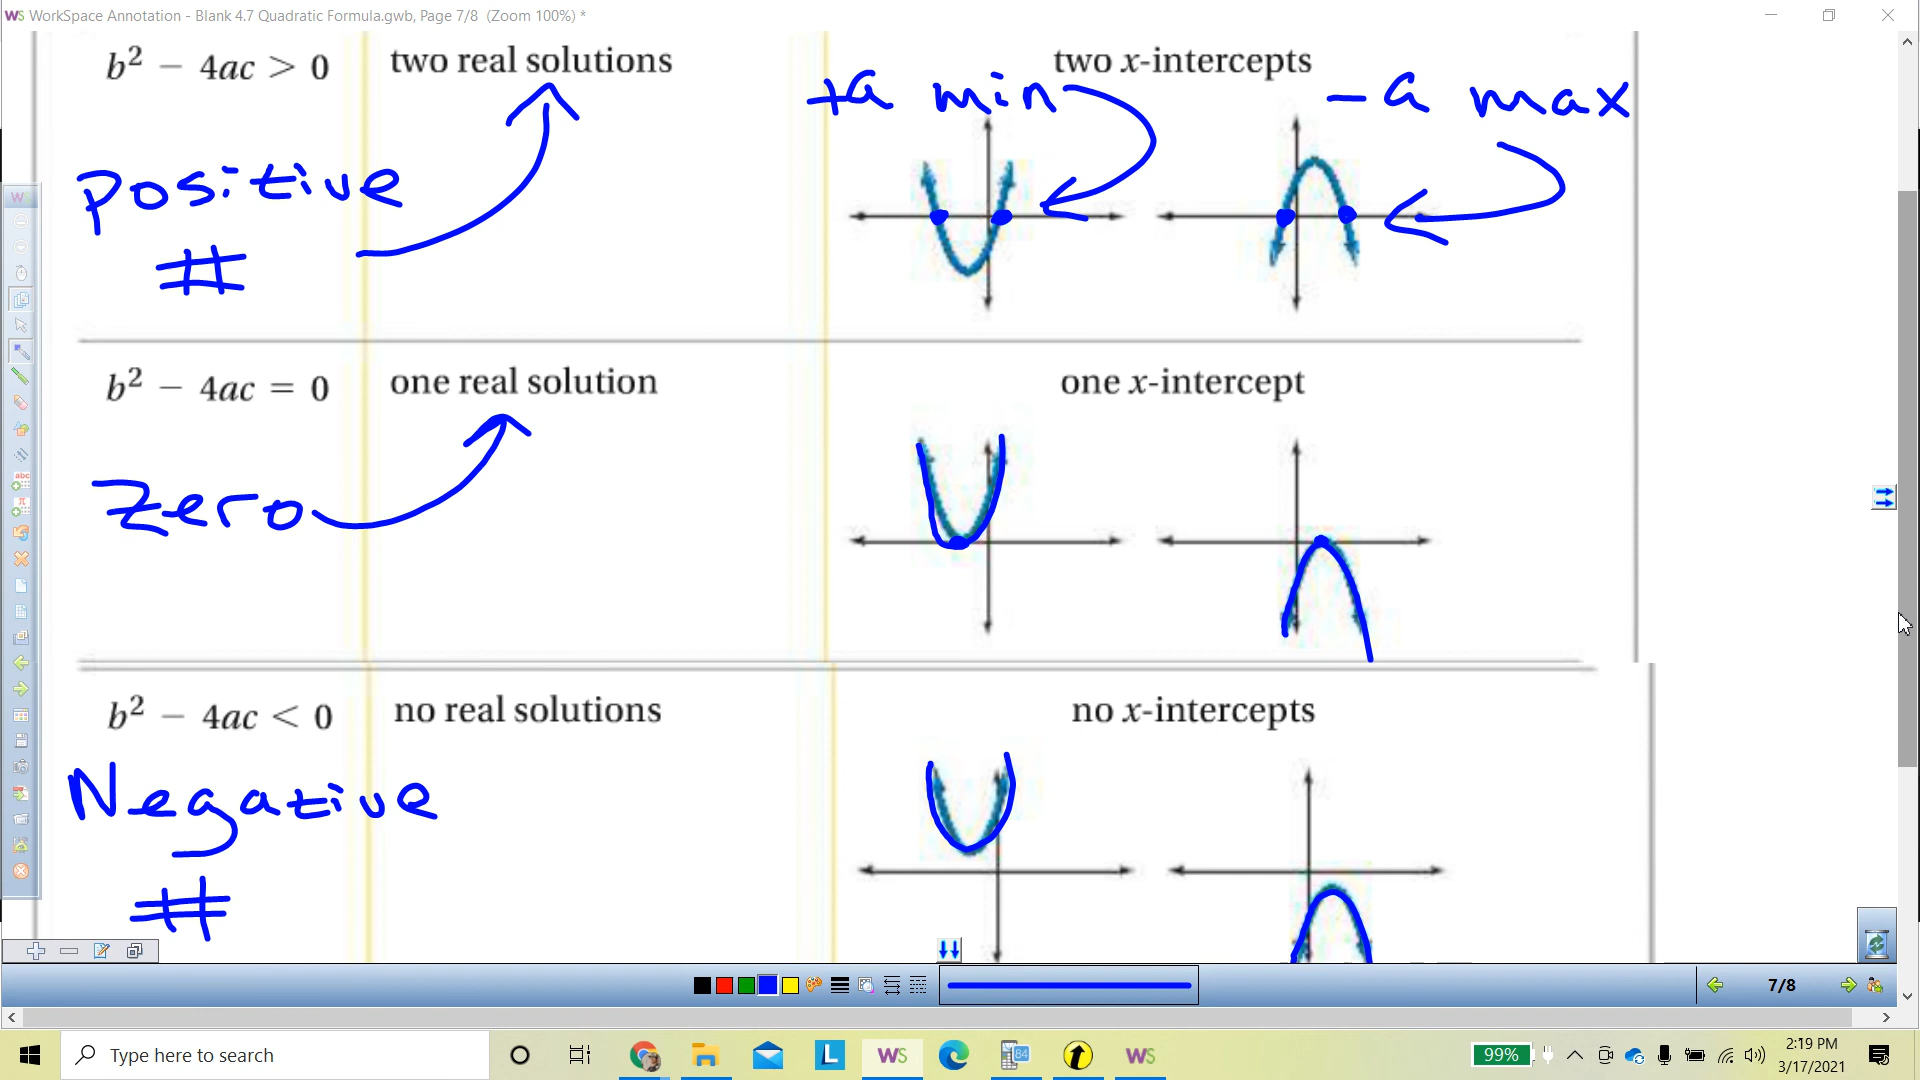 WorkSpace Annotation - Blank 4.7 Quadratic Formula.gwb, Page 7/8 (Zoom 100%) *
b² − 4ac > 0 two real solutions two x-intercepts
+a min −a max
positive
#
b² − 4ac = 0 one real solution one x-intercept
Zero
b² − 4ac < 0 no real solutions no x-intercepts
Negative
#
7/8
Type here to search
99%
2:19 PM
3/17/2021